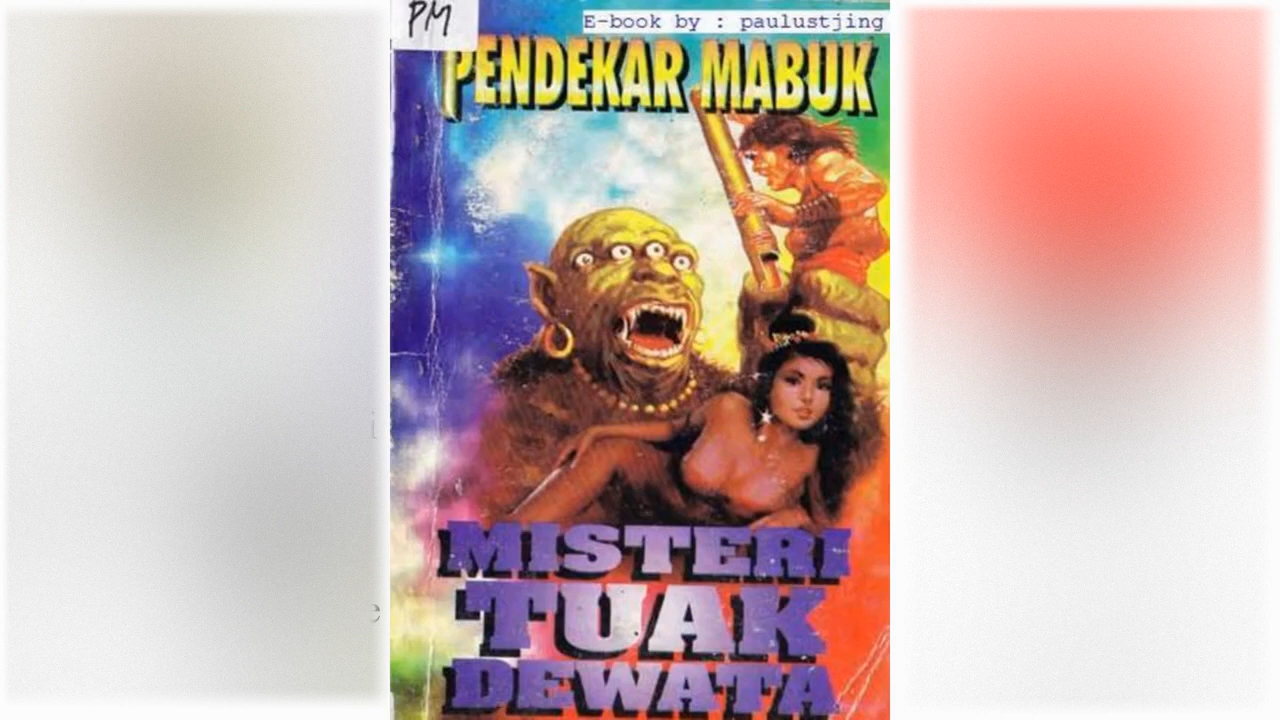 PM
E-book by : paulustjing
PENDEKAR MABUK
MISTERI
TUAK
DEWATA